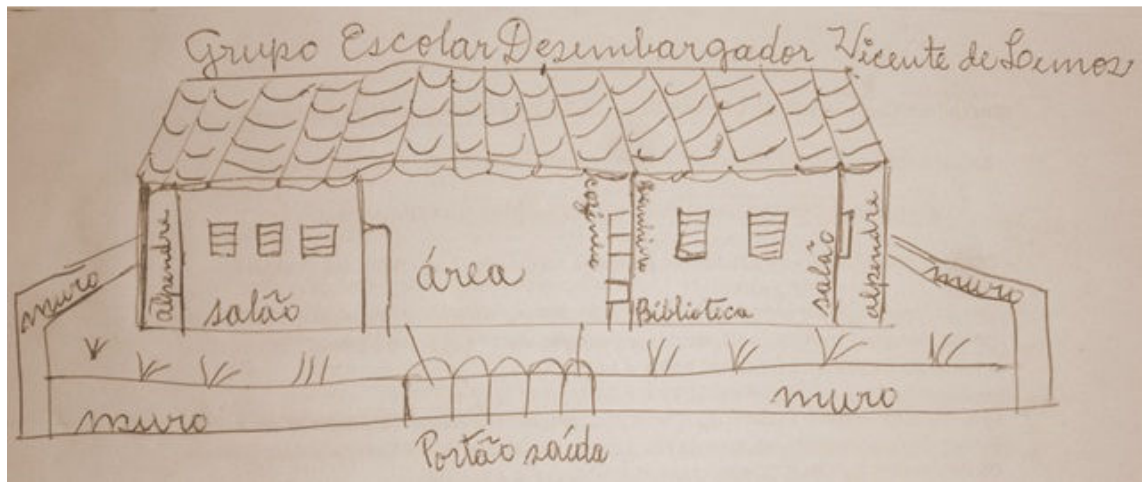 Grupo Escolar Desembargador Vicente de Lemos
cozinha
Banheiro
alpendre
salão
área
Biblioteca
salão
alpendre
muro
muro
muro
muro
Portão saída